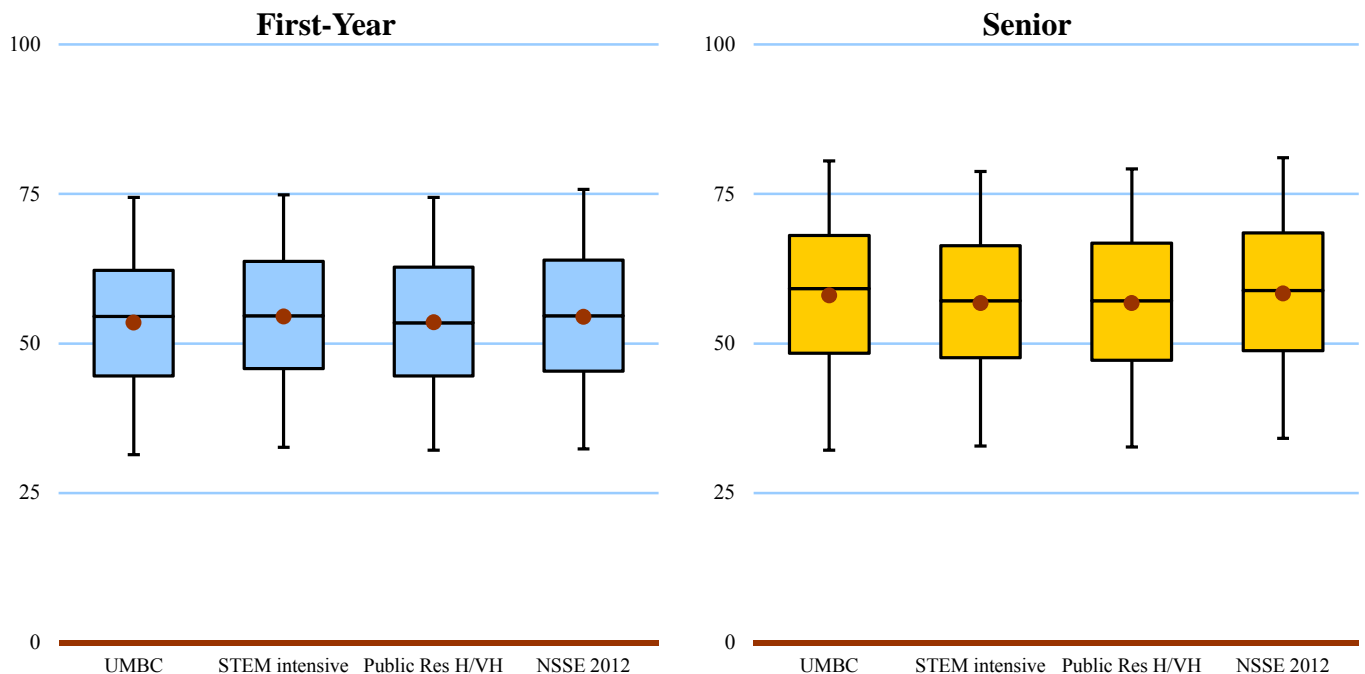 First-Year
100
75
50
25
0
UMBC STEM intensive Public Res H/VH NSSE 2012
Senior
100
75
50
25
0
UMBC STEM intensive Public Res H/VH NSSE 2012